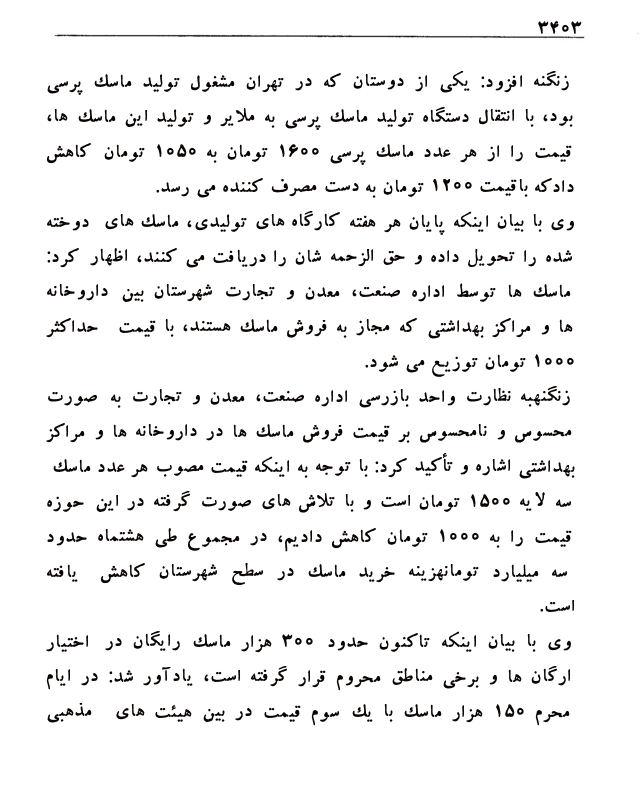 ۳۴۰۳
زنگنه افزود: یکی از دوستان که در تهران مشغول تولید ماسک پرسی
بود، با انتقال دستگاه تولید ماسک پرسی به ملایر و تولید این ماسک ها،
قیمت را از هر عدد ماسک پرسی ۱۶۰۰ تومان به ۱۰۵۰ تومان کاهش
دادکه باقیمت ۱۲۰۰ تومان به دست مصرف کننده می رسد.
وی با بیان اینکه پایان هر هفته کارگاه های تولیدی، ماسک های دوخته
شده را تحویل داده و حق الزحمه شان را دریافت می کنند، اظهار کرد:
ماسک ها توسط اداره صنعت، معدن و تجارت شهرستان بین داروخانه
ها و مراکز بهداشتی که مجاز به فروش ماسک هستند، با قیمت حداکثر
۱۰۰۰ تومان توزیع می شود.
زنگنهبه نظارت واحد بازرسی اداره صنعت، معدن و تجارت به صورت
محسوس و نامحسوس بر قیمت فروش ماسک ها در داروخانه ها و مراکز
بهداشتی اشاره و تأکید کرد: با توجه به اینکه قیمت مصوب هر عدد ماسک
سه لایه ۱۵۰۰ تومان است و با تلاش های صورت گرفته در این حوزه
قیمت را به ۱۰۰۰ تومان کاهش دادیم، در مجموع طی هشتماه حدود
سه میلیارد تومانهزینه خرید ماسک در سطح شهرستان کاهش یافته
است.
وی با بیان اینکه تاکنون حدود ۳۰۰ هزار ماسک رایگان در اختیار
ارگان ها و برخی مناطق محروم قرار گرفته است، یادآور شد: در ایام
محرم ۱۵۰ هزار ماسک با یک سوم قیمت در بین هیئت های مذهبی